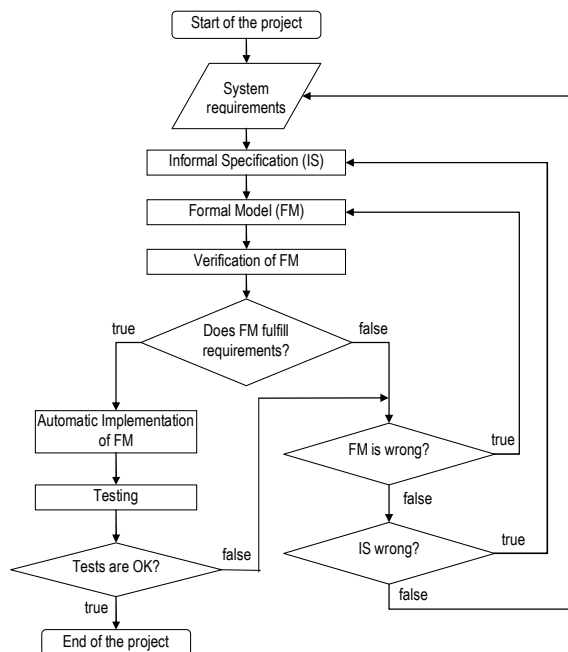 Start of the project
System
requirements
Informal Specification (IS)
Formal Model (FM)
Verification of FM
true
false
Does FM fulfill
requirements?
Automatic Implementation
of FM
FM is wrong?
true
false
Testing
Tests are OK?
false
IS wrong?
true
true
false
End of the project